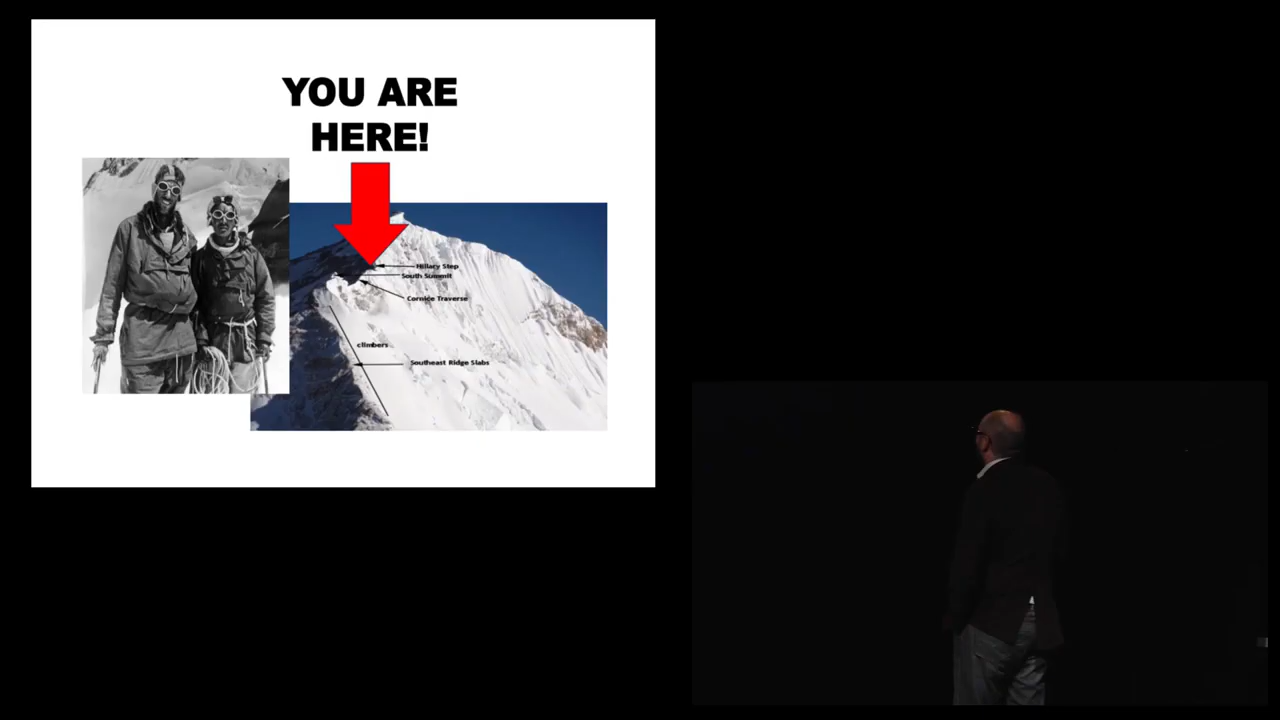 YOU ARE
HERE!
Hillary Step
South Summit
Cornice Traverse
climbers
Southeast Ridge Slabs